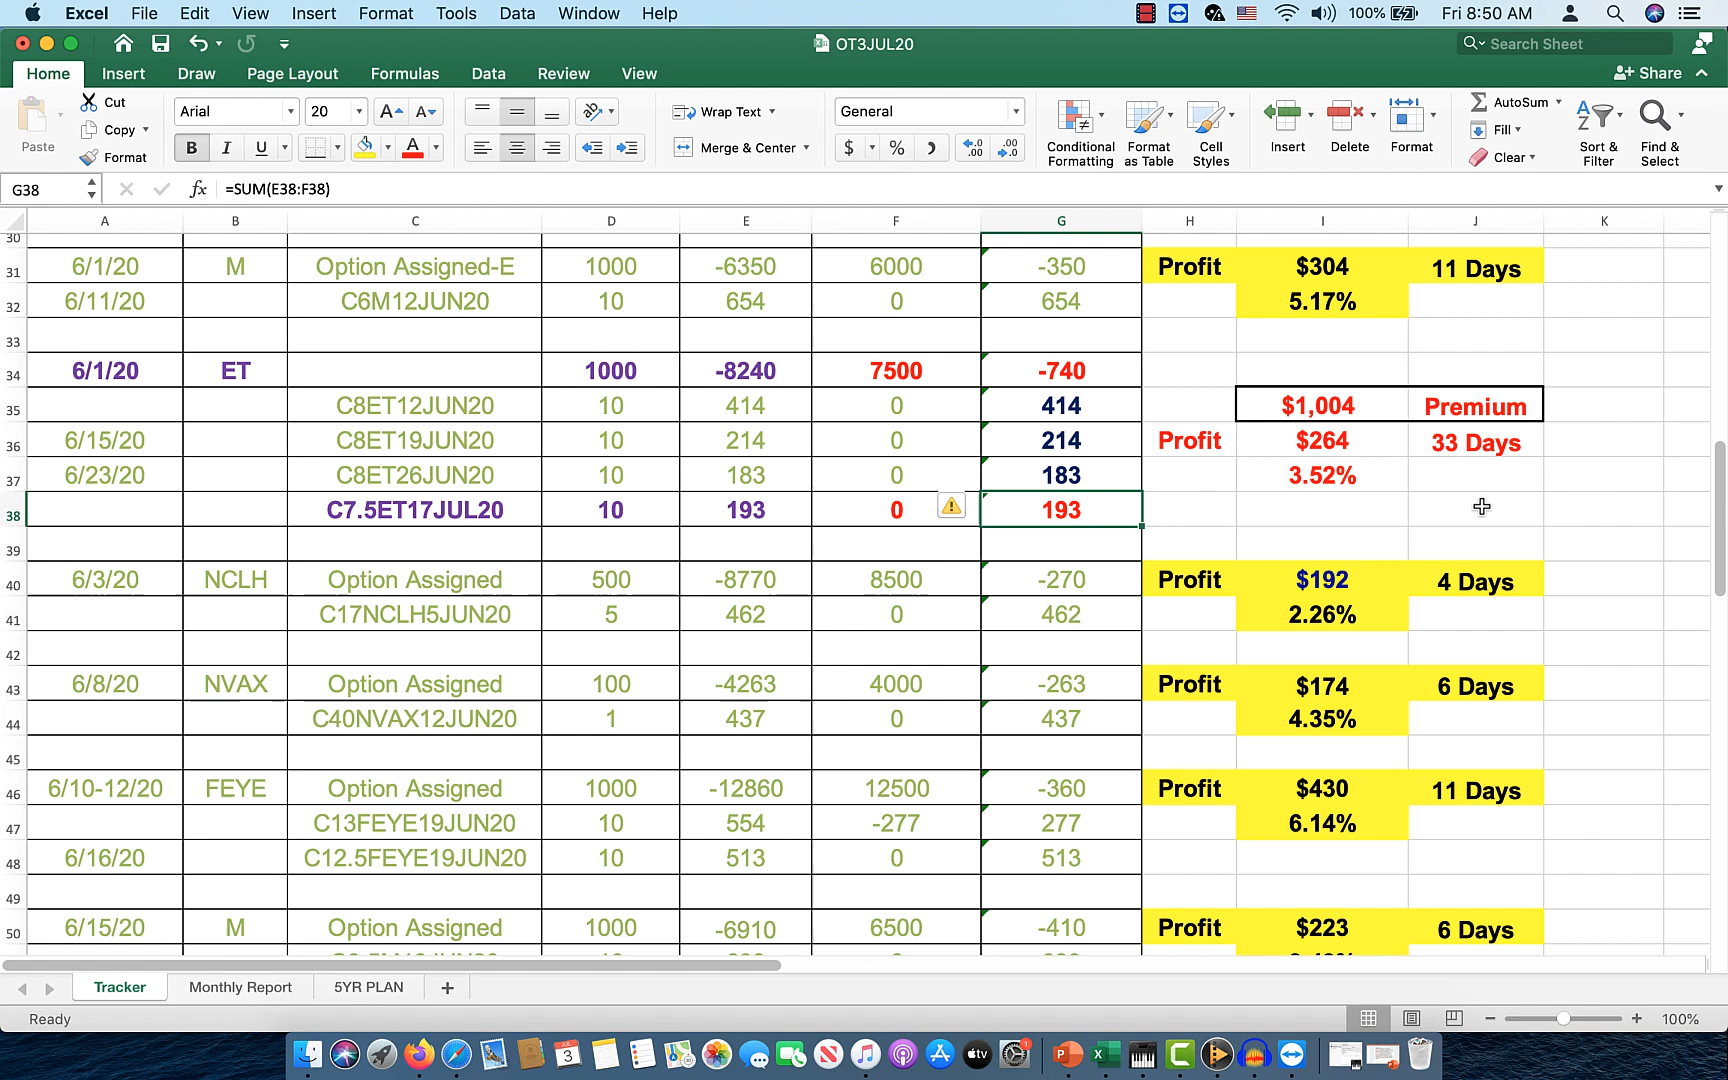 Excel File Edit View Insert Format Tools Data Window Help 100% Fri 8:50 AM
OT3JUL20 Search Sheet
Home Insert Draw Page Layout Formulas Data Review View Share
Paste Cut Copy Format Arial 20 Wrap Text Merge & Center General Conditional Formatting Format as Table Cell Styles Insert Delete Format AutoSum Fill Clear Sort & Filter Find & Select
G38 fx =SUM(E38:F38)
A B C D E F G H I J K
30
31 6/1/20 M Option Assigned-E 1000 -6350 6000 -350 Profit $304 11 Days
32 6/11/20 C6M12JUN20 10 654 0 654 5.17%
33
34 6/1/20 ET 1000 -8240 7500 -740
35 C8ET12JUN20 10 414 0 414 $1,004 Premium
36 6/15/20 C8ET19JUN20 10 214 0 214 Profit $264 33 Days
37 6/23/20 C8ET26JUN20 10 183 0 183 3.52%
38 C7.5ET17JUL20 10 193 0 193
39
40 6/3/20 NCLH Option Assigned 500 -8770 8500 -270 Profit $192 4 Days
41 C17NCLH5JUN20 5 462 0 462 2.26%
42
43 6/8/20 NVAX Option Assigned 100 -4263 4000 -263 Profit $174 6 Days
44 C40NVAX12JUN20 1 437 0 437 4.35%
45
46 6/10-12/20 FEYE Option Assigned 1000 -12860 12500 -360 Profit $430 11 Days
47 C13FEYE19JUN20 10 554 -277 277 6.14%
48 6/16/20 C12.5FEYE19JUN20 10 513 0 513
49
50 6/15/20 M Option Assigned 1000 -6910 6500 -410 Profit $223 6 Days
Tracker Monthly Report 5YR PLAN +
Ready 100%
JUL 3 tv 1